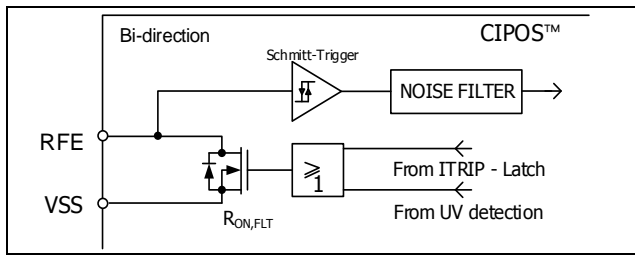 Bi-direction
CIPOS™
Schmitt-Trigger
NOISE FILTER
RFE
≥1
From ITRIP - Latch
VSS
From UV detection
RON,FLT